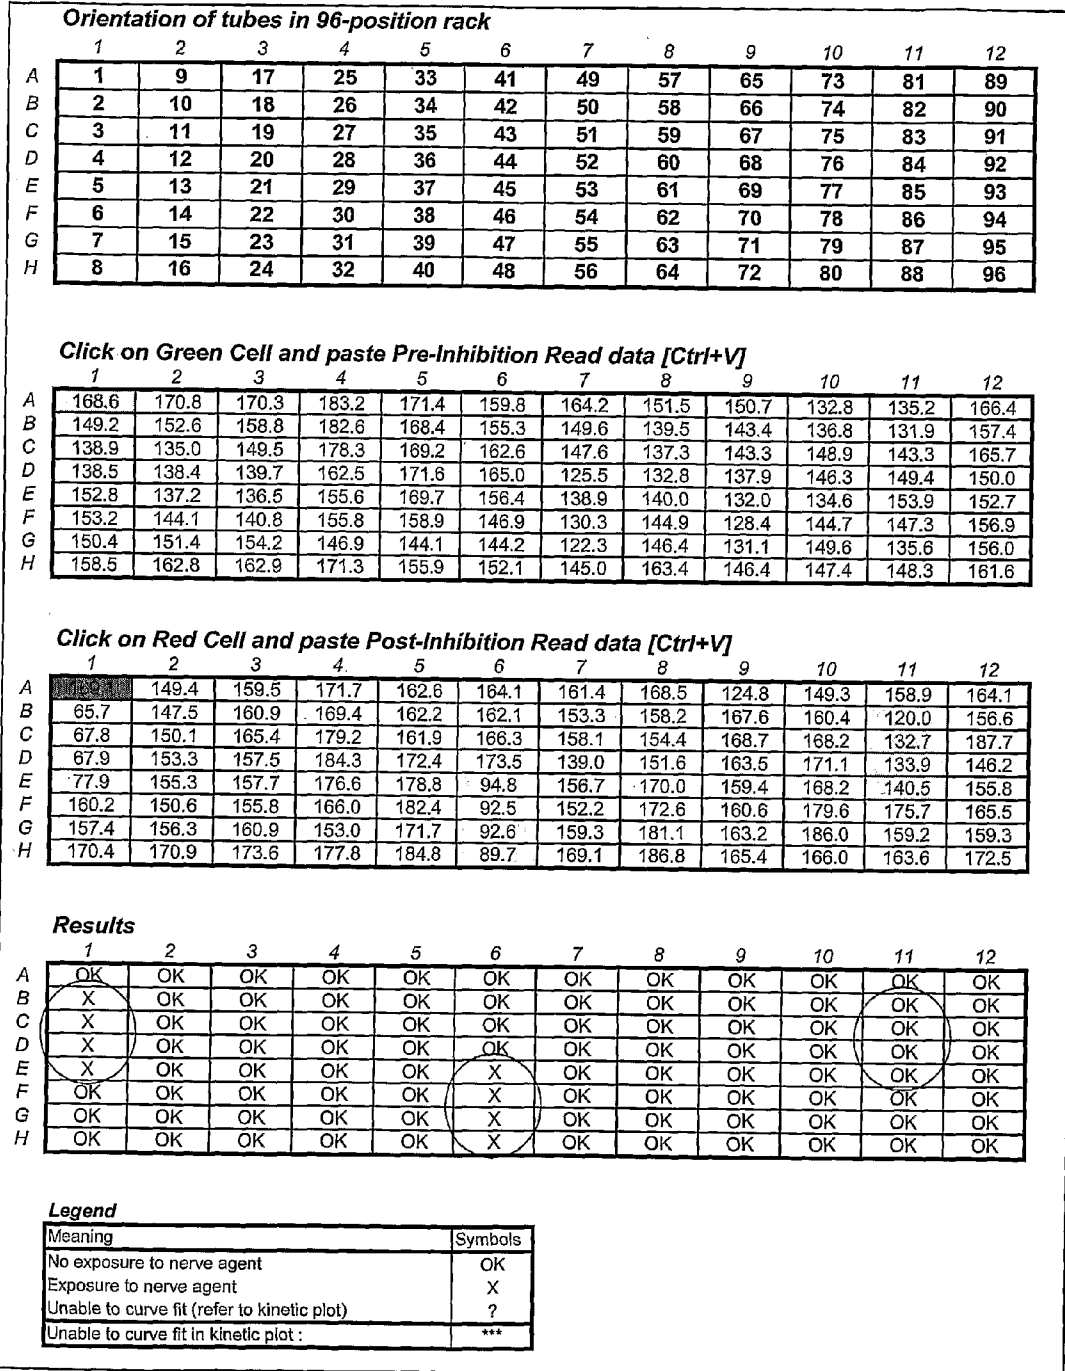 Orientation of tubes in 96-position rack
1 2 3 4 5 6 7 8 9 10 11 12
A 1 9 17 25 33 41 49 57 65 73 81 89
B 2 10 18 26 34 42 50 58 66 74 82 90
C 3 11 19 27 35 43 51 59 67 75 83 91
D 4 12 20 28 36 44 52 60 68 76 84 92
E 5 13 21 29 37 45 53 61 69 77 85 93
F 6 14 22 30 38 46 54 62 70 78 86 94
G 7 15 23 31 39 47 55 63 71 79 87 95
H 8 16 24 32 40 48 56 64 72 80 88 96
Click on Green Cell and paste Pre-Inhibition Read data [Ctrl+V]
1 2 3 4 5 6 7 8 9 10 11 12
A 168.6 170.8 170.3 183.2 171.4 159.8 164.2 151.5 150.7 132.8 135.2 166.4
B 149.2 152.6 158.8 182.6 168.4 155.3 149.6 139.5 143.4 136.8 131.9 157.4
C 138.9 135.0 149.5 178.3 169.2 162.6 147.6 137.3 143.3 148.9 143.3 165.7
D 138.5 138.4 139.7 162.5 171.6 165.0 125.5 132.8 137.9 146.3 149.4 150.0
E 152.8 137.2 136.5 155.6 169.7 156.4 138.9 140.0 132.0 134.6 153.9 152.7
F 153.2 144.1 140.8 155.8 158.9 146.9 130.3 144.9 128.4 144.7 147.3 156.9
G 150.4 151.4 154.2 146.9 144.1 144.2 122.3 146.4 131.1 149.6 135.6 156.0
H 158.5 162.8 162.9 171.3 155.9 152.1 145.0 163.4 146.4 147.4 148.3 161.6
Click on Red Cell and paste Post-Inhibition Read data [Ctrl+V]
1 2 3 4. 5 6 7 8 9 10 11 12
A 149.4 159.5 171.7 162.6 164.1 161.4 168.5 124.8 149.3 158.9 164.1
B 65.7 147.5 160.9 169.4 162.2 162.1 153.3 158.2 167.6 160.4 120.0 156.6
C 67.8 150.1 165.4 179.2 161.9 166.3 158.1 154.4 168.7 168.2 132.7 187.7
D 67.9 153.3 157.5 184.3 172.4 173.5 139.0 151.6 163.5 171.1 133.9 146.2
E 77.9 155.3 157.7 176.6 178.8 94.8 156.7 170.0 159.4 168.2 140.5 155.8
F 160.2 150.6 155.8 166.0 182.4 92.5 152.2 172.6 160.6 179.6 175.7 165.5
G 157.4 156.3 160.9 153.0 171.7 92.6 159.3 181.1 163.2 186.0 159.2 159.3
H 170.4 170.9 173.6 177.8 184.8 89.7 169.1 186.8 165.4 166.0 163.6 172.5
Results
1 2 3 4 5 6 7 8 9 10 11 12
A OK OK OK OK OK OK OK OK OK OK OK OK
B X OK OK OK OK OK OK OK OK OK OK OK
C X OK OK OK OK OK OK OK OK OK OK OK
D X OK OK OK OK OK OK OK OK OK OK OK
E X OK OK OK OK X OK OK OK OK OK OK
F OK OK OK OK OK X OK OK OK OK OK OK
G OK OK OK OK OK X OK OK OK OK OK OK
H OK OK OK OK OK X OK OK OK OK OK OK
Legend
Meaning Symbols
No exposure to nerve agent OK
Exposure to nerve agent X
Unable to curve fit (refer to kinetic plot) ?
Unable to curve fit in kinetic plot : ***